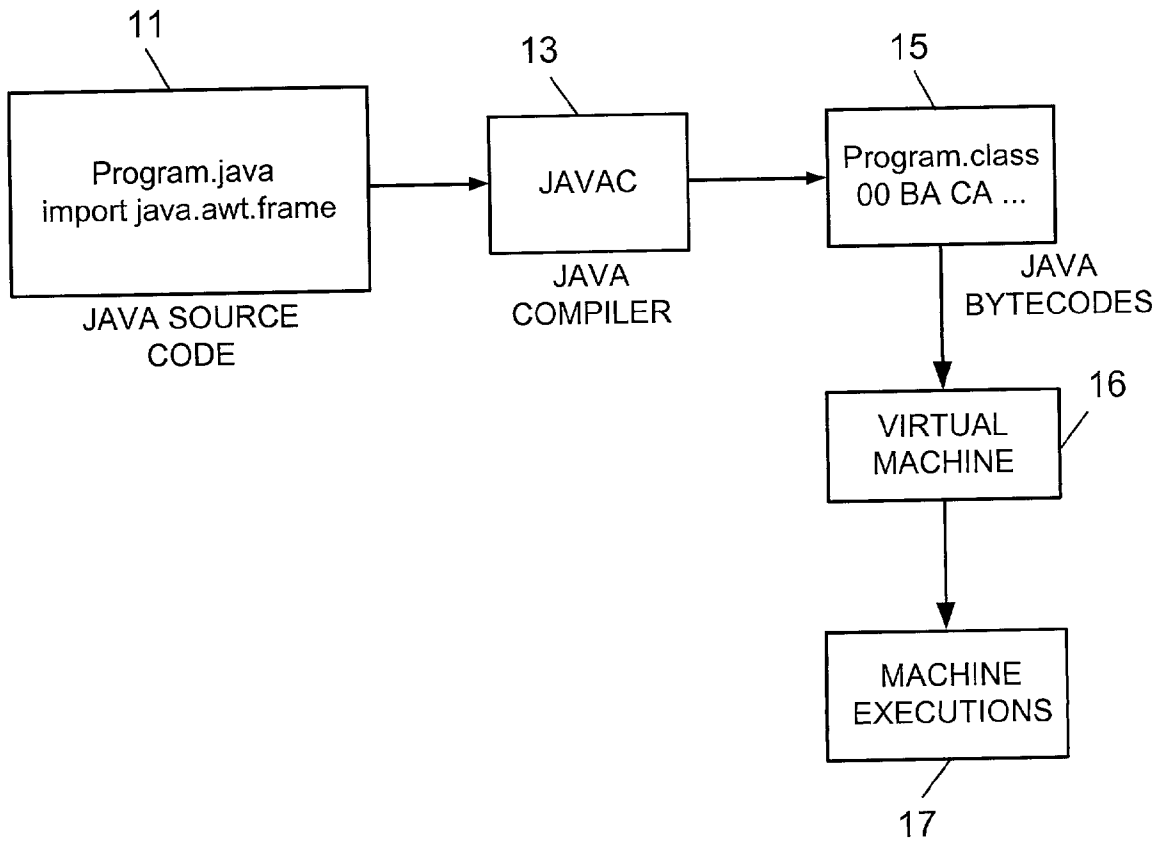 11
13
15
Program.java
import java.awt.frame
JAVAC
Program.class
00 BA CA ...
JAVA SOURCE
CODE
JAVA
COMPILER
JAVA
BYTECODES
16
VIRTUAL
MACHINE
MACHINE
EXECUTIONS
17